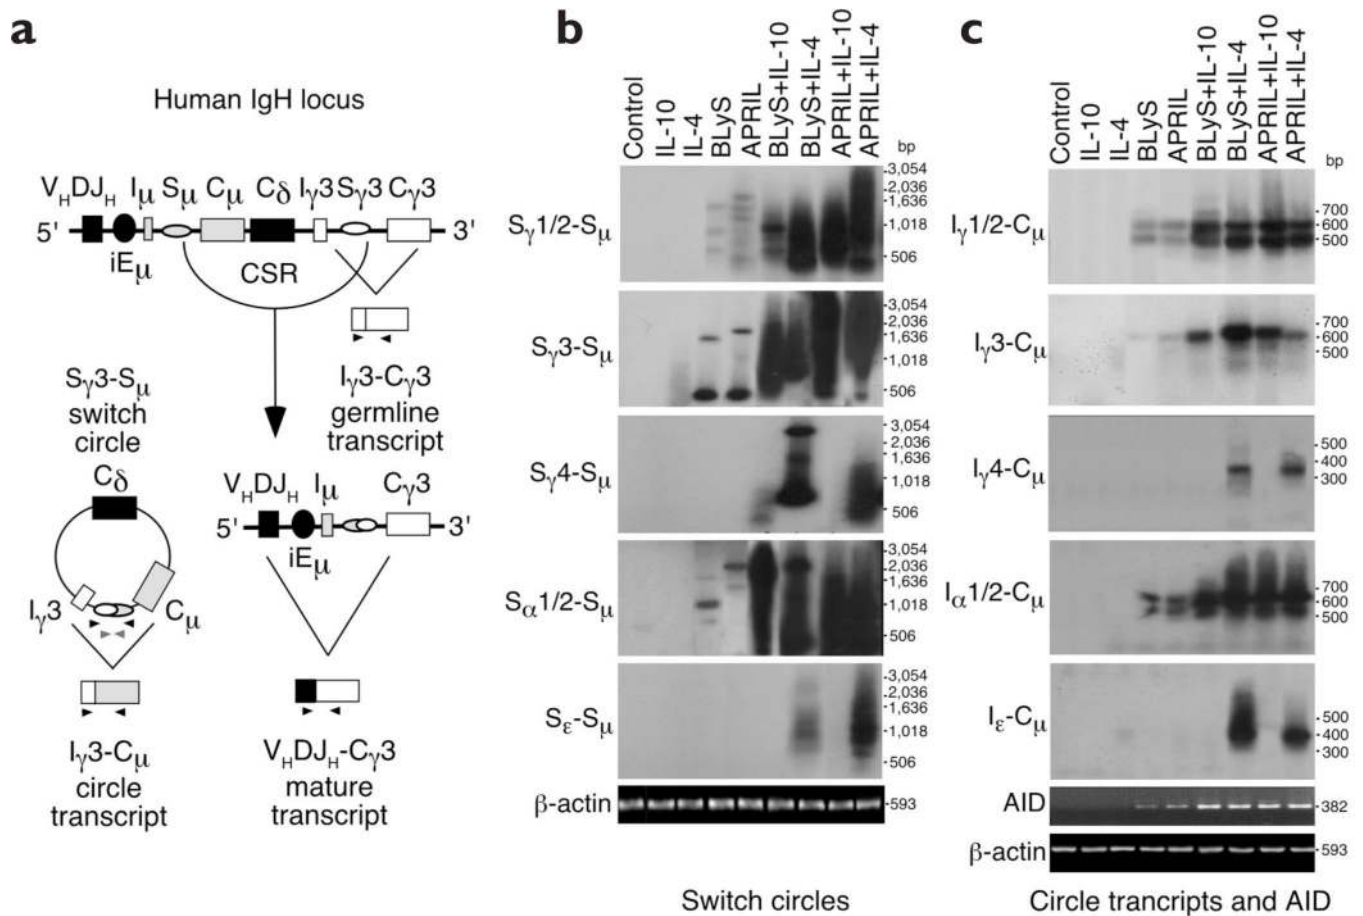 a
Human IgH locus
VHDJH Iμ Sμ Cμ Cδ Iγ3 Sγ3 Cγ3
5' 3'
iEμ CSR
Sγ3-Sμ
switch
circle
Iγ3-Cγ3
germline
transcript
Cδ
Iγ3 Cμ
VHDJH Iμ Cγ3
5' 3'
iEμ
Iγ3-Cμ
circle
transcript
VHDJH-Cγ3
mature
transcript
b
Control
IL-10
IL-4
BLyS
APRIL
BLyS+IL-10
BLyS+IL-4
APRIL+IL-10
APRIL+IL-4
bp
Sγ1/2-Sμ
3,054
2,036
1,018
506
Sγ3-Sμ
3,054
2,036
1,636
1,018
506
Sγ4-Sμ
3,054
2,036
1,636
1,018
506
Sα1/2-Sμ
3,054
2,036
1,636
1,018
506
Sε-Sμ
3,054
2,036
1,636
1,018
506
β-actin 593
Switch circles
c
Control
IL-10
IL-4
BLyS
APRIL
BLyS+IL-10
BLyS+IL-4
APRIL+IL-10
APRIL+IL-4
bp
Iγ1/2-Cμ
700
600
500
Iγ3-Cμ
700
600
500
Iγ4-Cμ
500
400
300
Iα1/2-Cμ
700
600
500
Iε-Cμ
500
400
300
AID 382
β-actin 593
Circle trancripts and AID